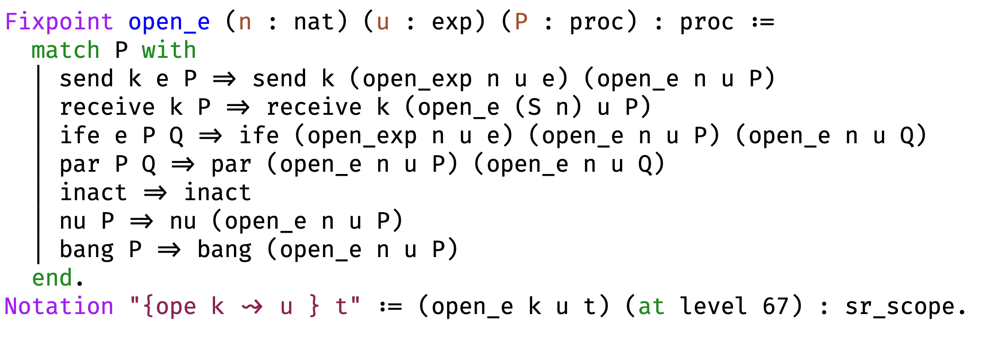 Fixpoint open_e (n : nat) (u : exp) (P : proc) : proc :=
  match P with
  | send k e P => send k (open_exp n u e) (open_e n u P)
  | receive k P => receive k (open_e (S n) u P)
  | ife e P Q => ife (open_exp n u e) (open_e n u P) (open_e n u Q)
  | par P Q => par (open_e n u P) (open_e n u Q)
  | inact => inact
  | nu P => nu (open_e n u P)
  | bang P => bang (open_e n u P)
  end.
Notation "{ope k ~> u } t" := (open_e k u t) (at level 67) : sr_scope.